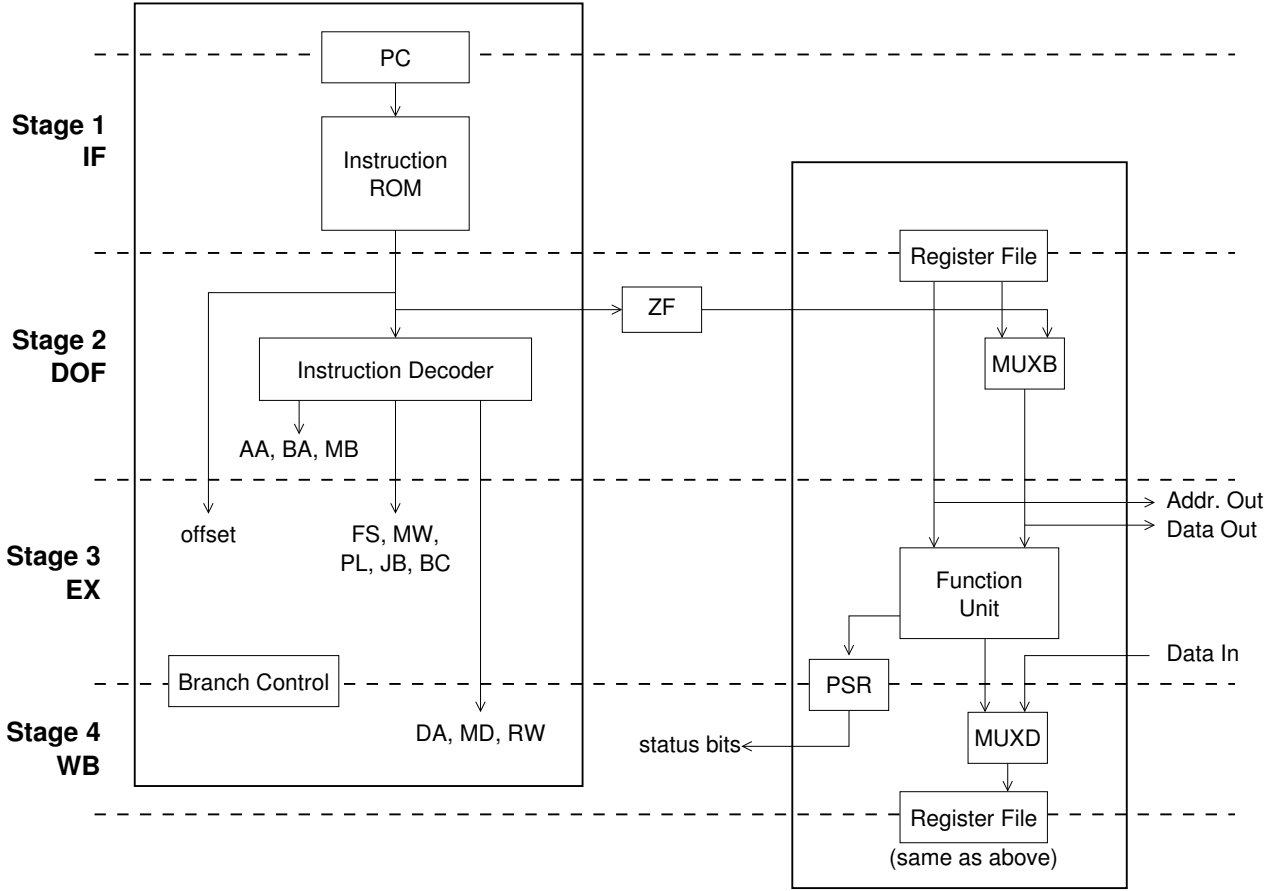 PC
Stage 1
IF
Instruction
ROM
Register File
ZF
Stage 2
DOF
Instruction Decoder
MUXB
AA, BA, MB
Addr. Out
Data Out
offset
FS, MW,
PL, JB, BC
Stage 3
EX
Function
Unit
Data In
Branch Control
PSR
Stage 4
WB
DA, MD, RW
status bits
MUXD
Register File
(same as above)